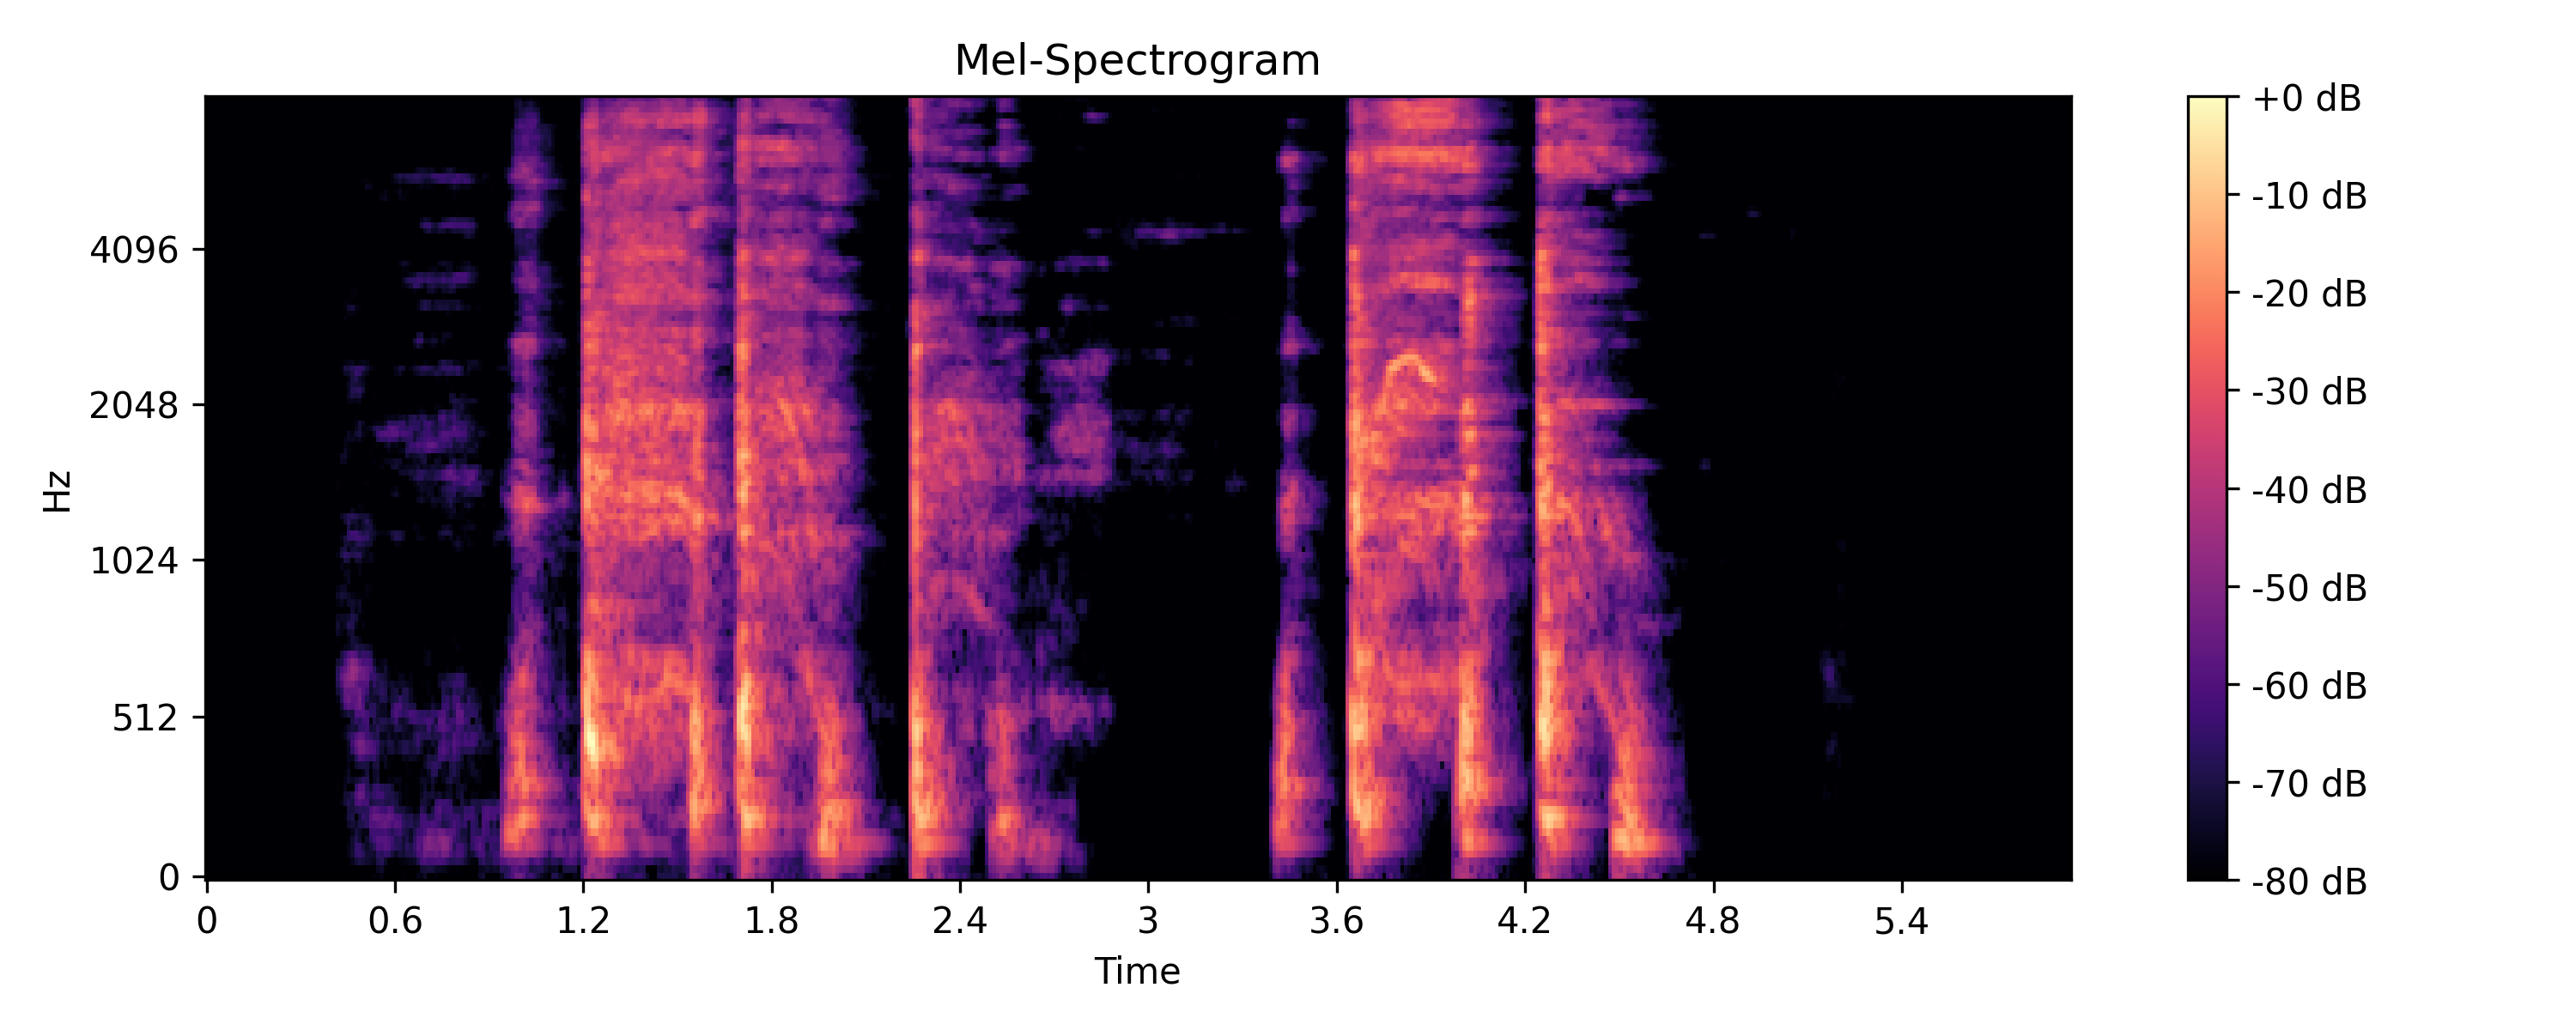 Mel-Spectrogram
+0 dB
-10 dB
-20 dB
-30 dB
-40 dB
-50 dB
-60 dB
-70 dB
-80 dB
Hz
4096
2048
1024
512
0
0 0.6 1.2 1.8 2.4 3 3.6 4.2 4.8 5.4
Time